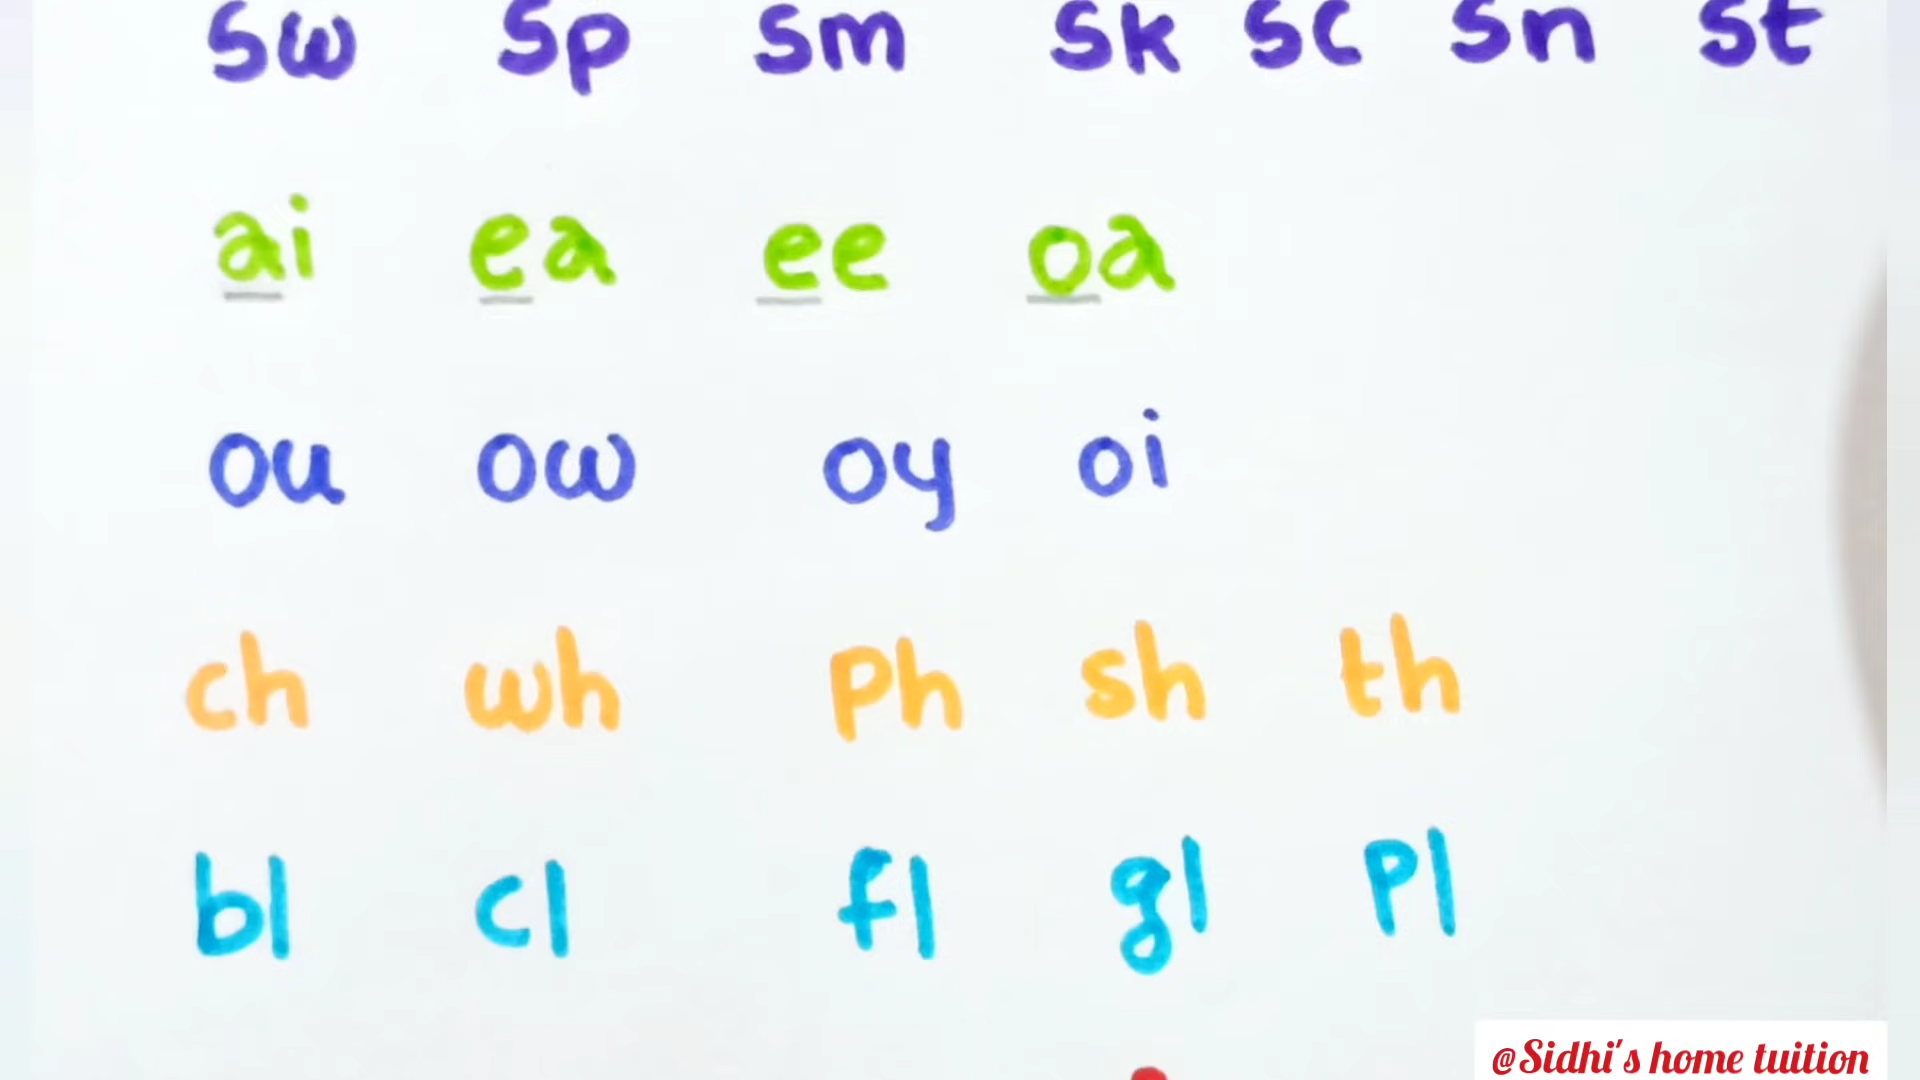 sw sp sm sk sc sn st
ai ea ee oa
ou ow oy oi
ch wh ph sh th
bl cl fl gl pl
@Sidhi's home tuition